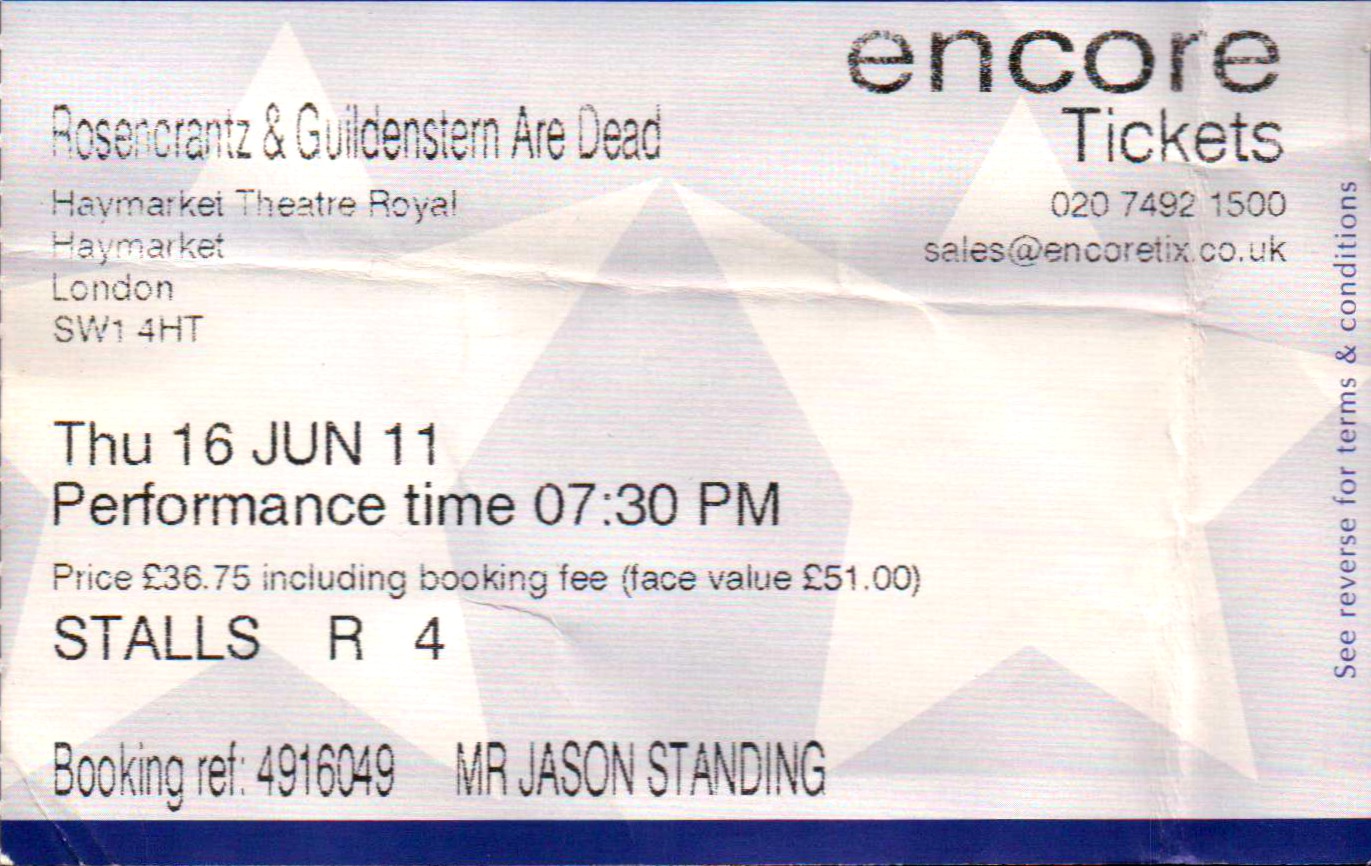 encore
Tickets
020 7492 1500
sales@encoretix.co.uk
Rosencrantz & Guildenstern Are Dead
Haymarket Theatre Royal
Haymarket
London
SW1 4HT
Thu 16 JUN 11
Performance time 07:30 PM
Price £36.75 including booking fee (face value £51.00)
STALLS R 4
Booking ref: 4916049 MR JASON STANDING
See reverse for terms & conditions